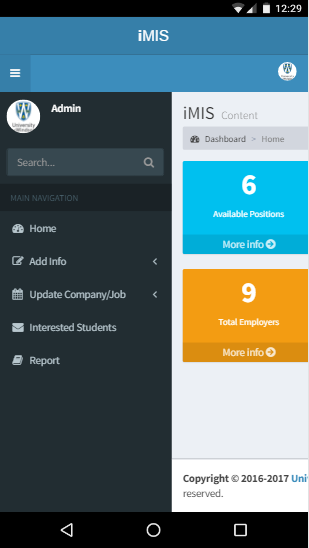 12:29
iMIS
Admin
iMIS Content
Search...
Dashboard > Home
MAIN NAVIGATION
6
Available Positions
Home
More info
Add Info
9
Update Company/Job
Total Employers
Interested Students
More info
Report
Copyright © 2016-2017 Uni
reserved.